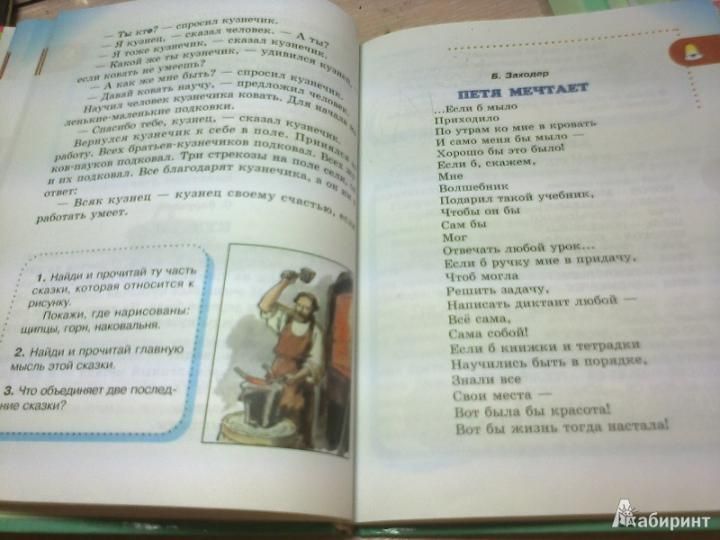 — Ты кто? — спросил кузнечик.
— Я кузнец, — сказал человек. — А ты?
— Я тоже кузнечик, — сказал кузнечик.
— Какой же ты кузнечик, — удивился кузнец,
если ковать не умеешь?
— А как же мне быть? — спросил кузнечик.
— Давай ковать научу, — предложил человек.
Научил человек кузнечика ковать. Для начала
ленькие-маленькие подковки.
— Спасибо тебе, кузнец, — сказал кузнечик.
Вернулся кузнечик к себе в поле. Принялся
работу. Всех братьев-кузнечиков подковал. Всех
ков-пауков подковал. Три стрекозы на поле сели,
и их подковал. Все благодарят кузнечика, а он им
ответ:
— Всяк кузнец — кузнец своему счастью, если
работать умеет.
1. Найди и прочитай ту часть
сказки, которая относится к
рисунку.
Покажи, где нарисованы:
щипцы, горн, наковальня.
2. Найди и прочитай главную
мысль этой сказки.
3. Что объединяет две послед-
ние сказки?
Б. Заходер
ПЕТЯ МЕЧТАЕТ
...Если б мыло
Приходило
По утрам ко мне в кровать
И само меня бы мыло —
Хорошо бы это было!
Если б, скажем,
Мне
Волшебник
Подарил такой учебник,
Чтобы он бы
Сам бы
Мог
Отвечать любой урок...
Если б ручку мне в придачу,
Чтоб могла
Решить задачу,
Написать диктант любой —
Всё сама,
Сама собой!
Если б книжки и тетрадки
Научились быть в порядке,
Знали все
Свои места —
Вот была бы красота!
Вот бы жизнь тогда настала!
Лабиринт